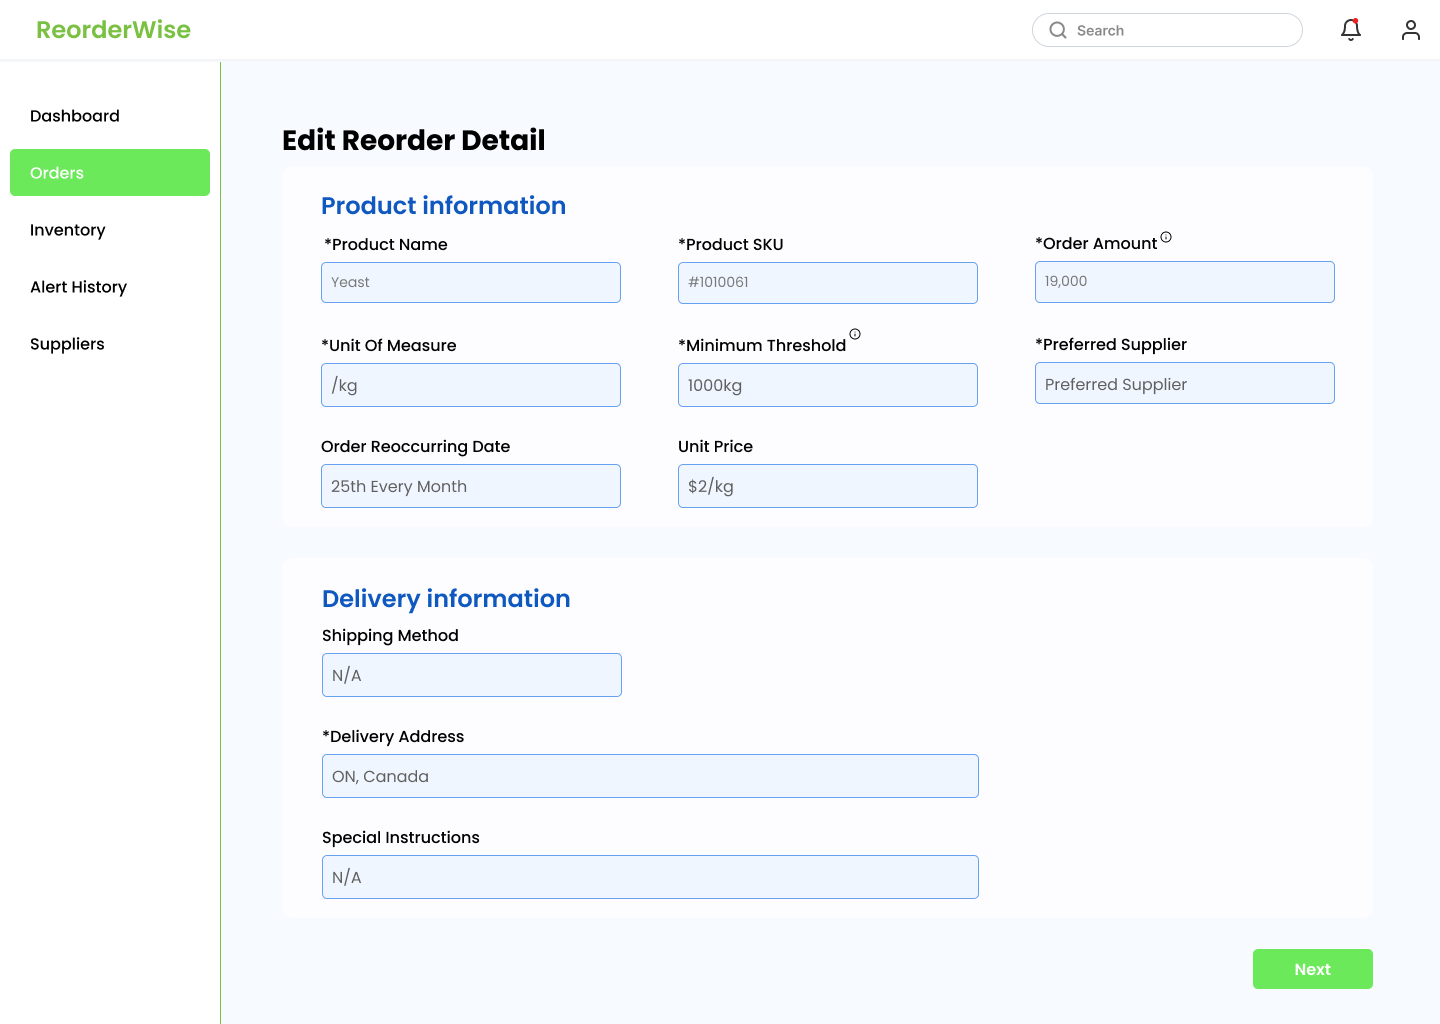 ReorderWise
Search
Dashboard
Orders
Inventory
Alert History
Suppliers
Edit Reorder Detail
Product information
*Product Name
*Product SKU
*Order Amount
Yeast
#1010061
19,000
*Unit Of Measure
*Minimum Threshold
*Preferred Supplier
/kg
1000kg
Preferred Supplier
Order Reoccurring Date
Unit Price
25th Every Month
$2/kg
Delivery information
Shipping Method
N/A
*Delivery Address
ON, Canada
Special Instructions
N/A
Next